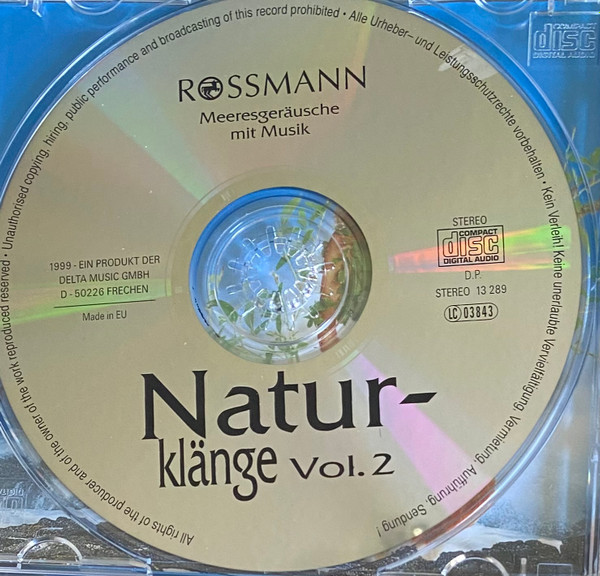 ROSSMANN
Meeresgeräusche
mit Musik
1999 - EIN PRODUKT DER
DELTA MUSIC GMBH
D - 50226 FRECHEN
Made in EU
STEREO
COMPACT
disc
DIGITAL AUDIO
D.P.
STEREO 13 289
LC 03843
Natur-
klänge Vol. 2
All rights of the producer and of the owner of the work reproduced reserved • Unauthorised copying, hiring, public performance and broadcasting of this record prohibited • Alle Urheber- und Leistungsschutzrechte vorbehalten • Kein Verleih! Keine unerlaubte Vervielfältigung, Vermietung, Aufführung, Sendung!
COMPACT
disc
DIGITAL AUDIO